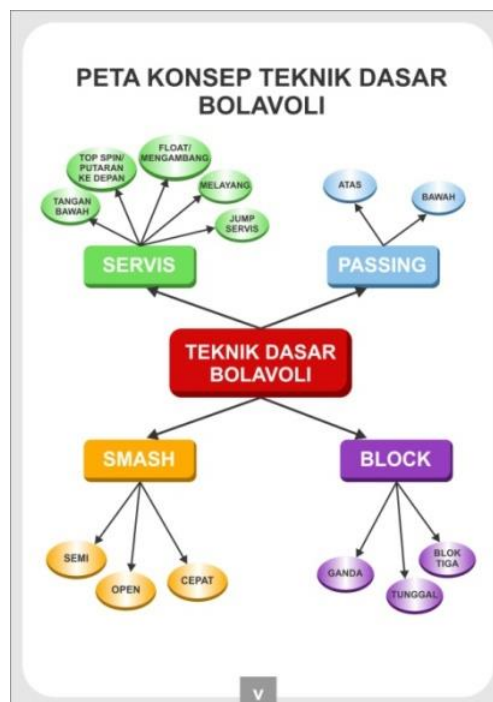 PETA KONSEP TEKNIK DASAR
BOLAVOLI
FLOAT/
MENGAMBANG
TOP SPIN/
PUTARAN
KE DEPAN
MELAYANG
TANGAN
BAWAH
JUMP
SERVIS
ATAS
BAWAH
SERVIS
PASSING
TEKNIK DASAR
BOLAVOLI
SMASH
BLOCK
SEMI
OPEN
CEPAT
GANDA
TUNGGAL
BLOK
TIGA
V